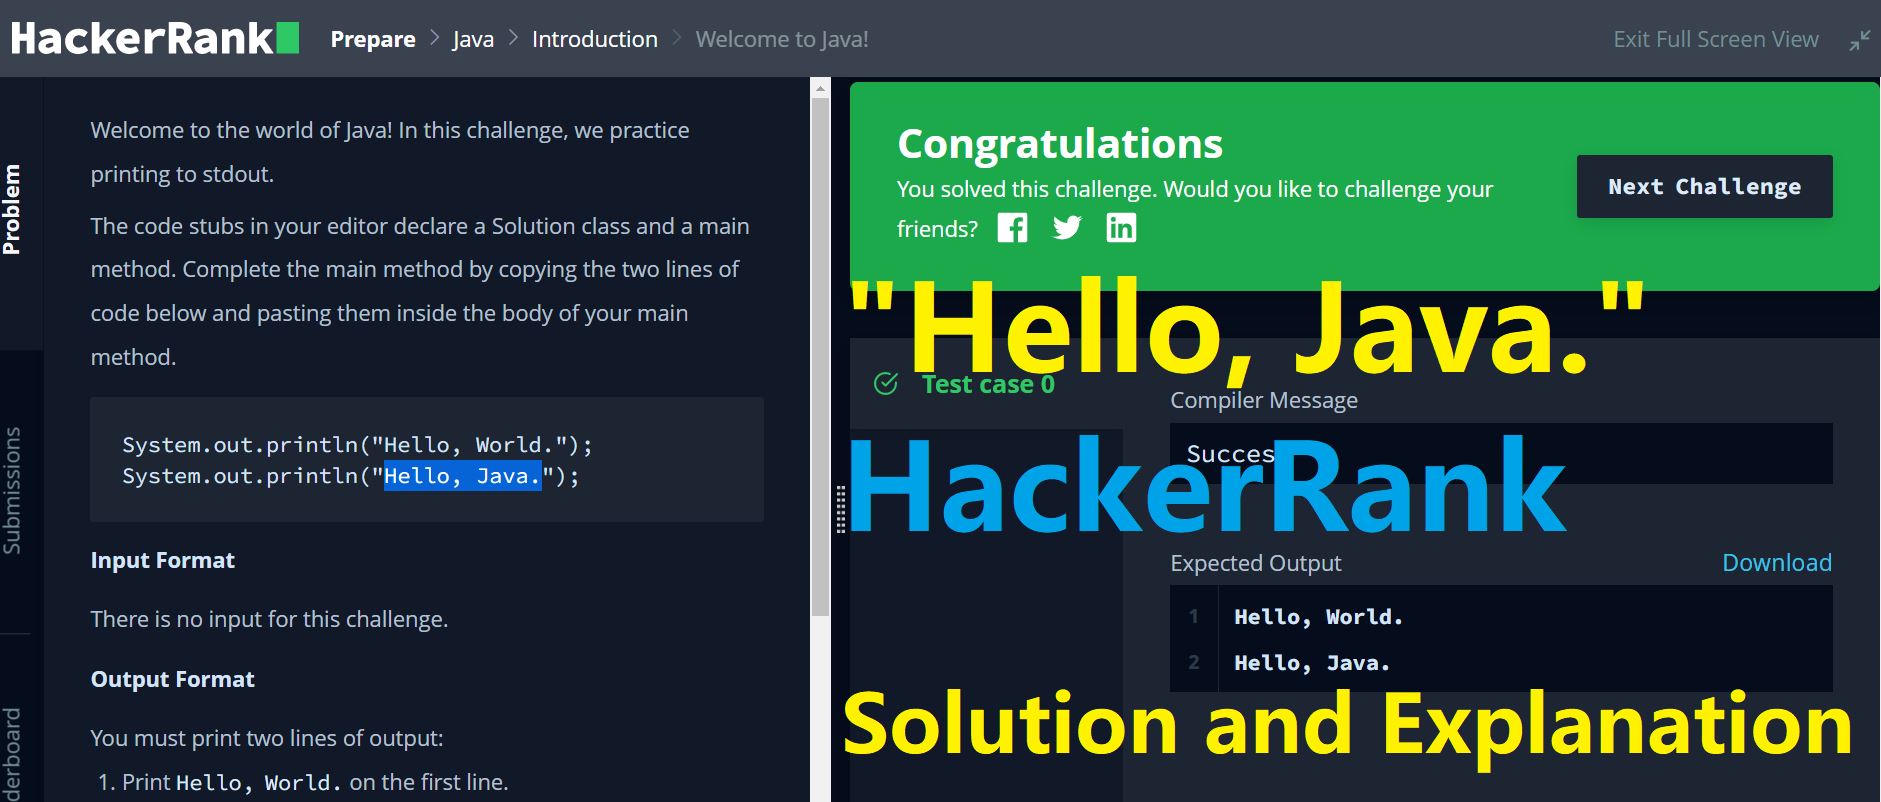 HackerRank
Prepare > Java > Introduction > Welcome to Java!
Exit Full Screen View
Problem
Submissions
derboard
Welcome to the world of Java! In this challenge, we practice
printing to stdout.
The code stubs in your editor declare a Solution class and a main
method. Complete the main method by copying the two lines of
code below and pasting them inside the body of your main
method.
System.out.println("Hello, World.");
System.out.println("Hello, Java.");
Input Format
There is no input for this challenge.
Output Format
You must print two lines of output:
1. Print Hello, World. on the first line.
Congratulations
You solved this challenge. Would you like to challenge your
friends?
Next Challenge
"Hello, Java."
Test case 0
Compiler Message
Succes
HackerRank
Expected Output
Download
1 Hello, World.
2 Hello, Java.
Solution and Explanation